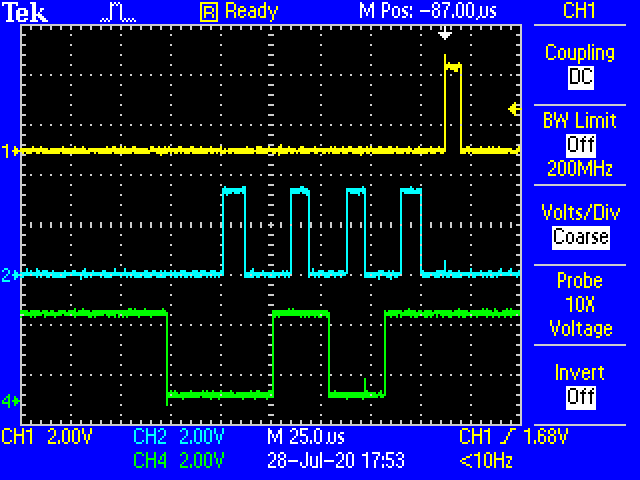 Tek R Ready M Pos: -87.00µs CH1
Coupling
DC
BW Limit
Off
200MHz
Volts/Div
Coarse
Probe
10X
Voltage
Invert
Off
1
2
4
CH1 2.00V CH2 2.00V M 25.0µs CH1 1.68V
CH4 2.00V 28-Jul-20 17:53 <10Hz